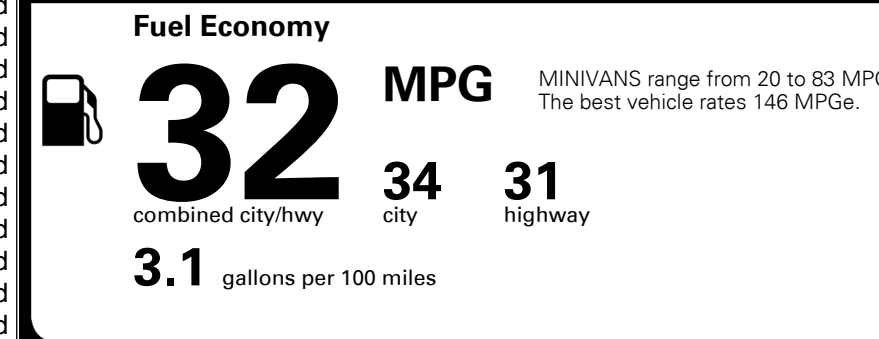 Fuel Economy
32
MPG
MINIVANS range from 20 to 83 MPG
The best vehicle rates 146 MPGe.
34
31
combined city/hwy
city
highway
3.1 gallons per 100 miles
d
d
d
d
d
d
d
d
d
d
d